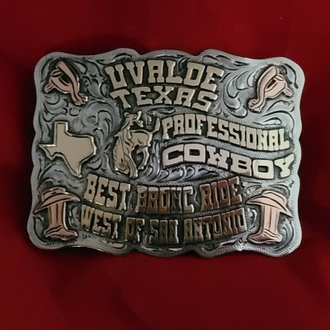 UVALDE
TEXAS
PROFESSIONAL
COWBOY
BEST BRONC RIDE
WEST OF SAN ANTONIO